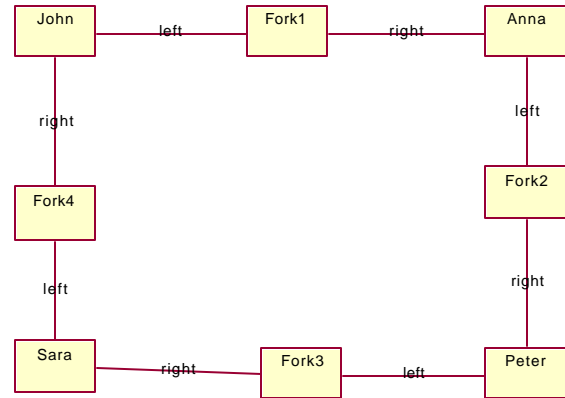 John left Fork1 right Anna
right left
Fork4 Fork2
left right
Sara right Fork3 left Peter